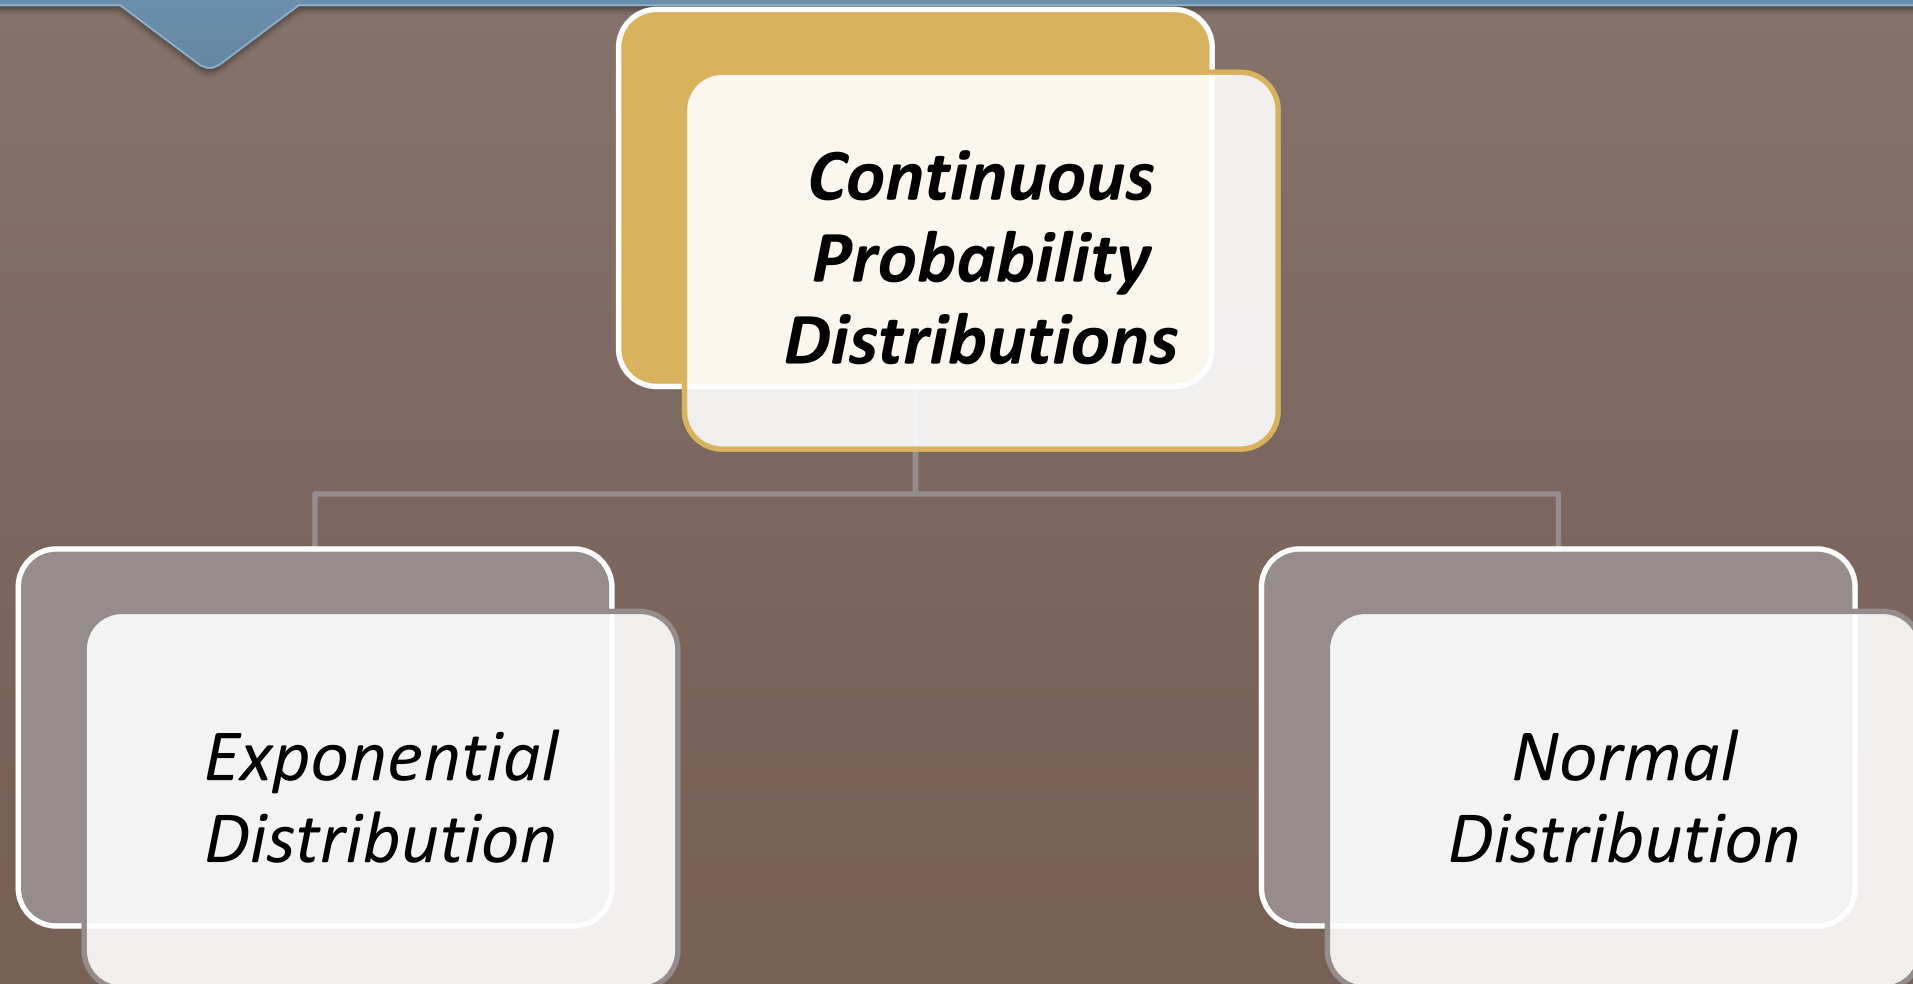 Continuous
Probability
Distributions
Exponential
Distribution
Normal
Distribution